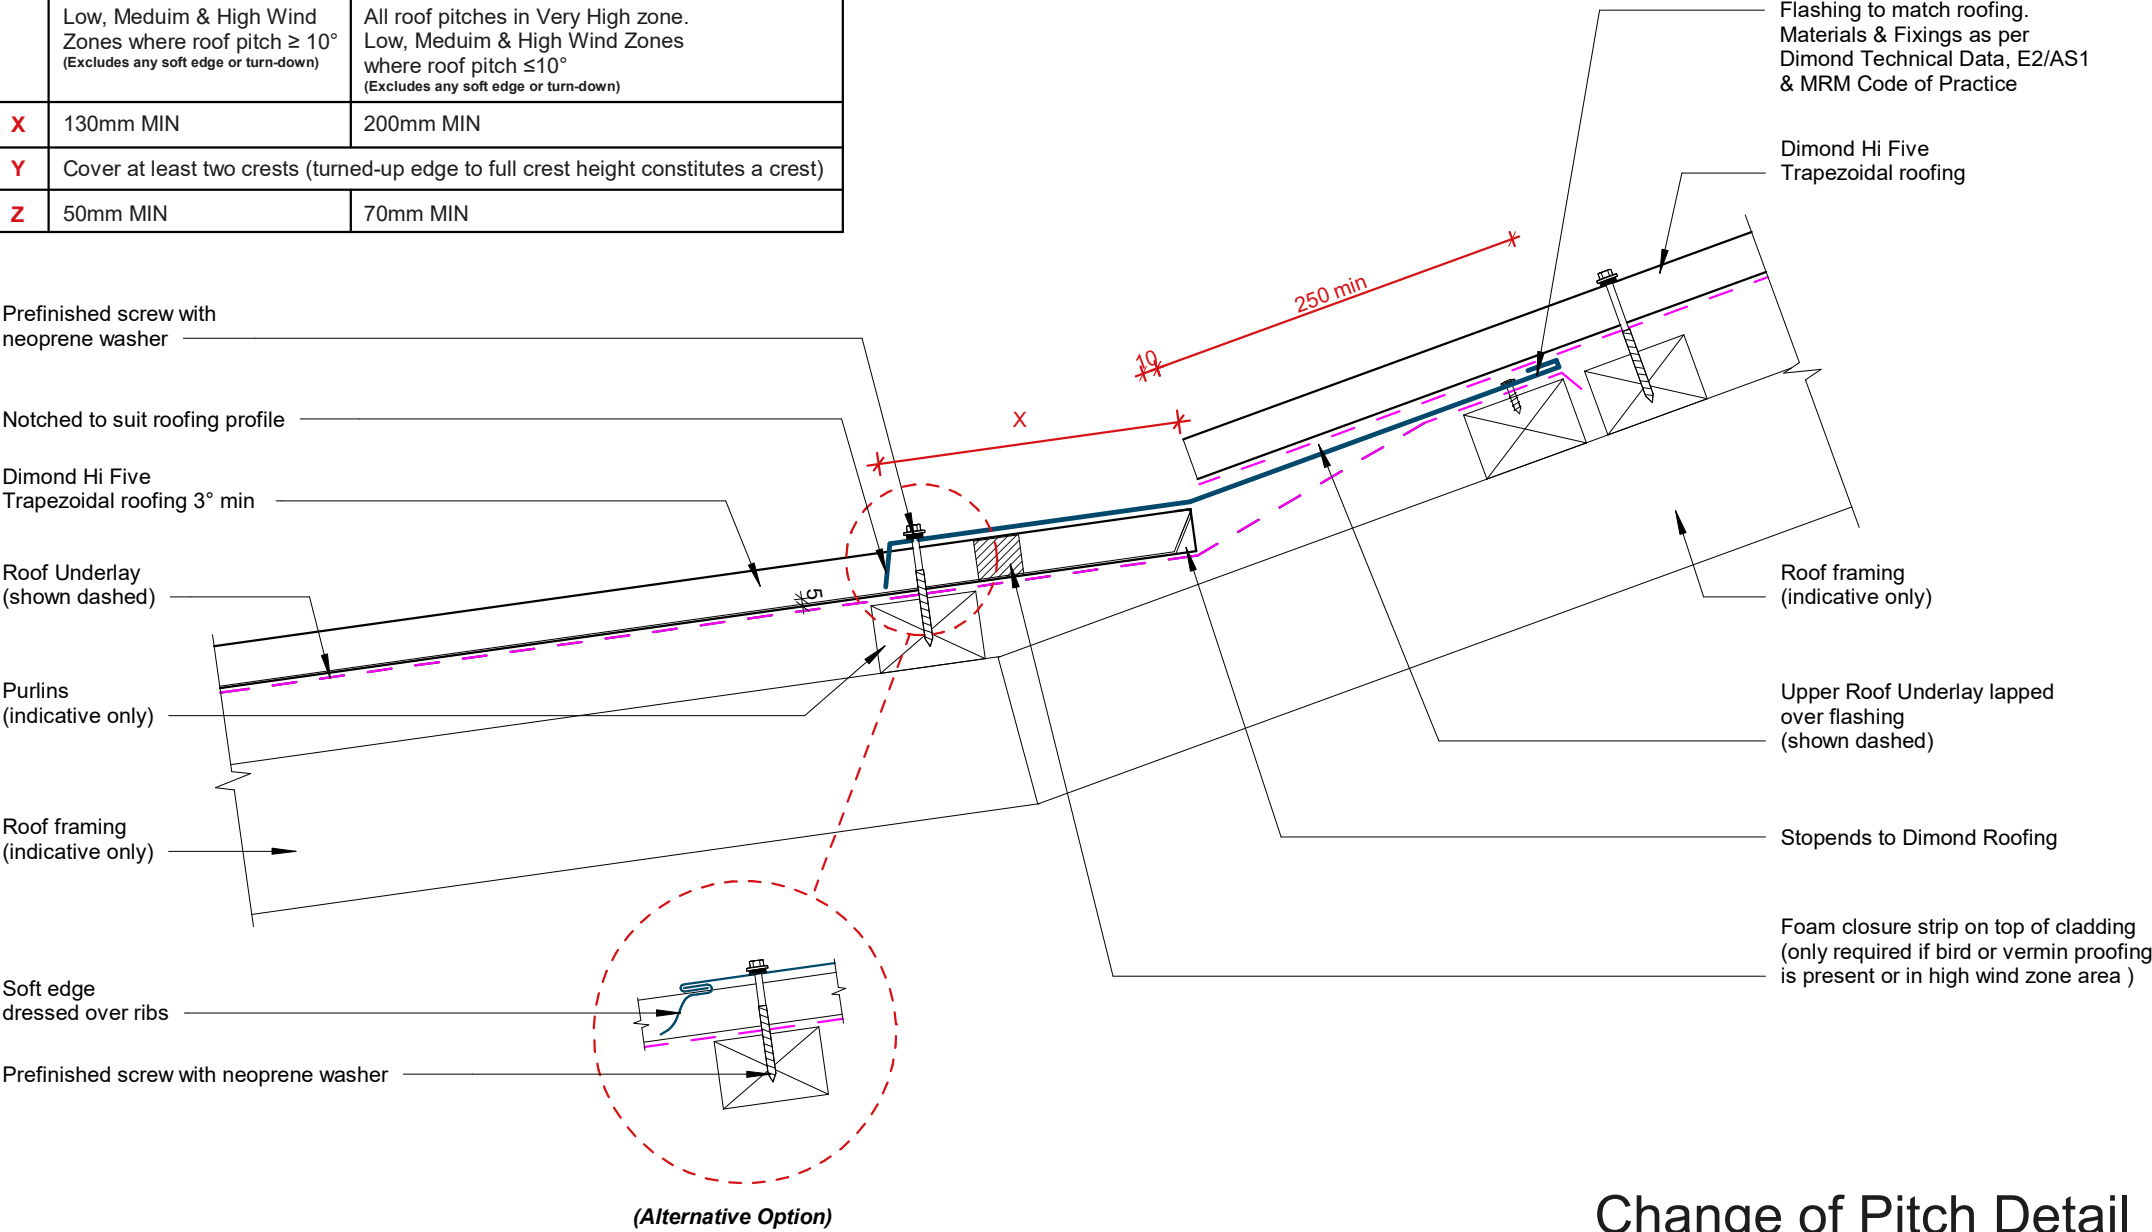 Low, Meduim & High Wind
Zones where roof pitch ≥ 10°
(Excludes any soft edge or turn-down)
All roof pitches in Very High zone.
Low, Meduim & High Wind Zones
where roof pitch ≤10°
(Excludes any soft edge or turn-down)
X
130mm MIN
200mm MIN
Y
Cover at least two crests (turned-up edge to full crest height constitutes a crest)
Z
50mm MIN
70mm MIN
Flashing to match roofing.
Materials & Fixings as per
Dimond Technical Data, E2/AS1
& MRM Code of Practice
Dimond Hi Five
Trapezoidal roofing
250 min
10
X
5
Prefinished screw with
neoprene washer
Notched to suit roofing profile
Dimond Hi Five
Trapezoidal roofing 3° min
Roof Underlay
(shown dashed)
Purlins
(indicative only)
Roof framing
(indicative only)
Soft edge
dressed over ribs
Prefinished screw with neoprene washer
Roof framing
(indicative only)
Upper Roof Underlay lapped
over flashing
(shown dashed)
Stopends to Dimond Roofing
Foam closure strip on top of cladding
(only required if bird or vermin proofing
is present or in high wind zone area )
(Alternative Option)
Change of Pitch Detail